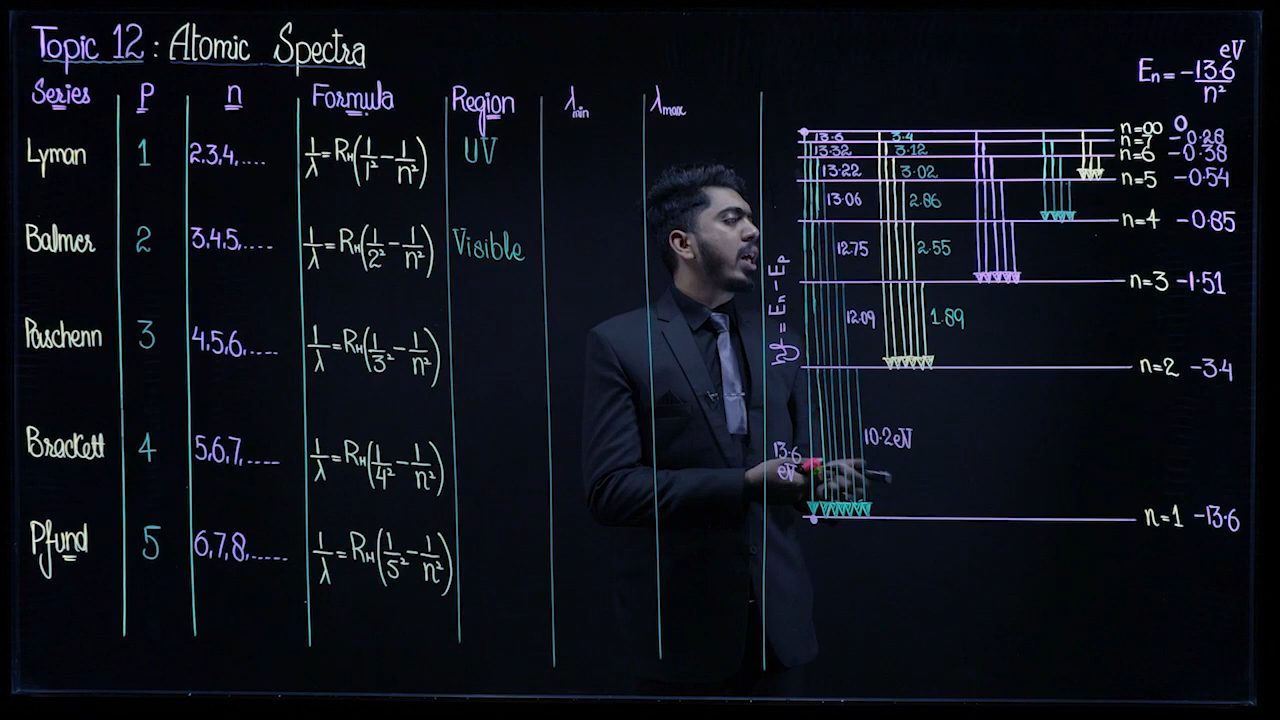 Topic 12 : Atomic Spectra
Series P n Formula Region λmin λmax
Lyman 1 2,3,4,.... 1/λ = RH(1/1² − 1/n²) UV
Balmer 2 3,4,5,.... 1/λ = RH(1/2² − 1/n²) Visible
Paschenn 3 4,5,6,..... 1/λ = RH(1/3² − 1/n²)
Brackett 4 5,6,7,..... 1/λ = RH(1/4² − 1/n²)
Pfund 5 6,7,8,...... 1/λ = RH(1/5² − 1/n²)
eV
En = −13.6/n²
n=∞ 0
n=7 −0.28
n=6 −0.38
n=5 −0.54
n=4 −0.85
n=3 −1.51
n=2 −3.4
n=1 −13.6
13.6 3.4
13.32 3.12
13.22 3.02
13.06 2.86
12.75 2.55
12.09 1.89
10.2eV
hf = En − Ep
13.6
eV